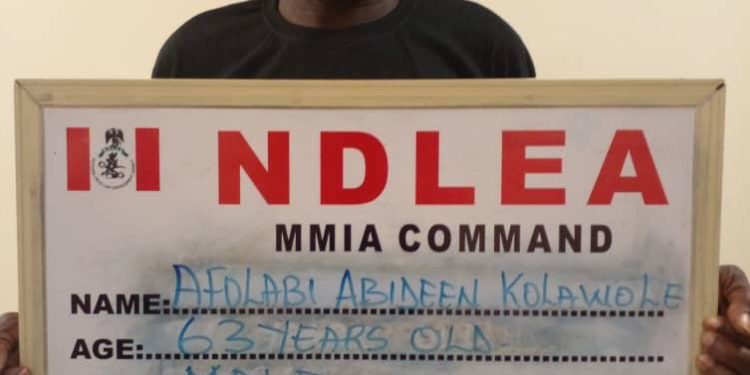 NDLEA
MMIA COMMAND
NAME:AFOLABI ABIDEEN KOLAWOLE
AGE:63 YEARS OLD